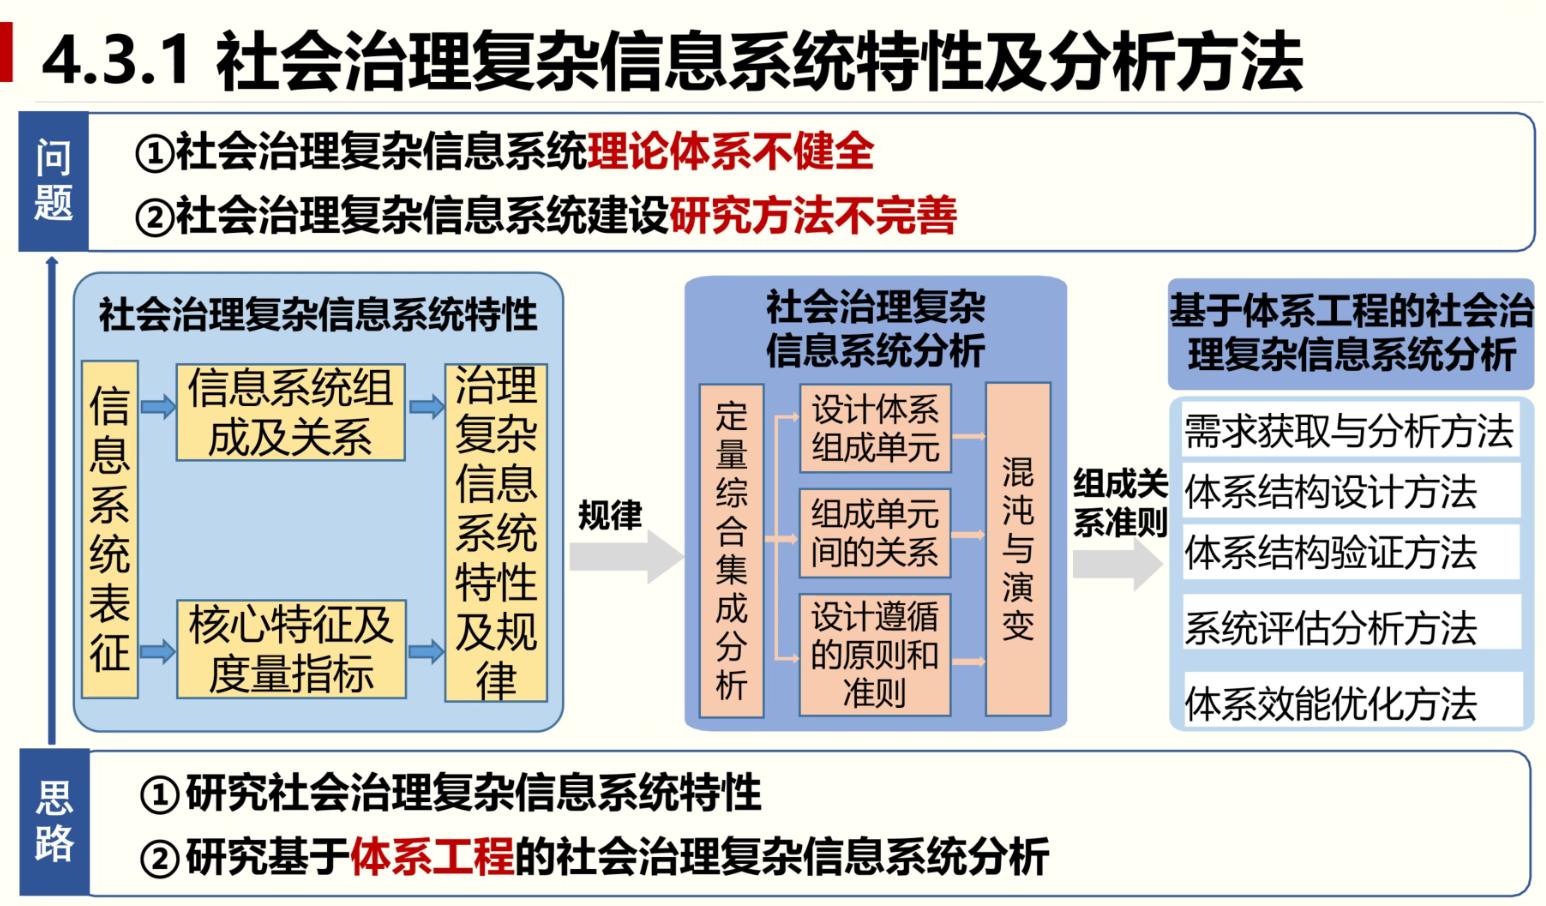 4.3.1 社会治理复杂信息系统特性及分析方法
问
题
①社会治理复杂信息系统理论体系不健全
②社会治理复杂信息系统建设研究方法不完善
社会治理复杂信息系统特性
信
息
系
统
表
征
信息系统组
成及关系
核心特征及
度量指标
治理
复杂
信息
系统
特性
及规
律
规律
社会治理复杂
信息系统分析
定
量
综
合
集
成
分
析
设计体系
组成单元
组成单元
间的关系
设计遵循
的原则和
准则
混
沌
与
演
变
组成关
系准则
基于体系工程的社会治
理复杂信息系统分析
需求获取与分析方法
体系结构设计方法
体系结构验证方法
系统评估分析方法
体系效能优化方法
思
路
①研究社会治理复杂信息系统特性
②研究基于体系工程的社会治理复杂信息系统分析